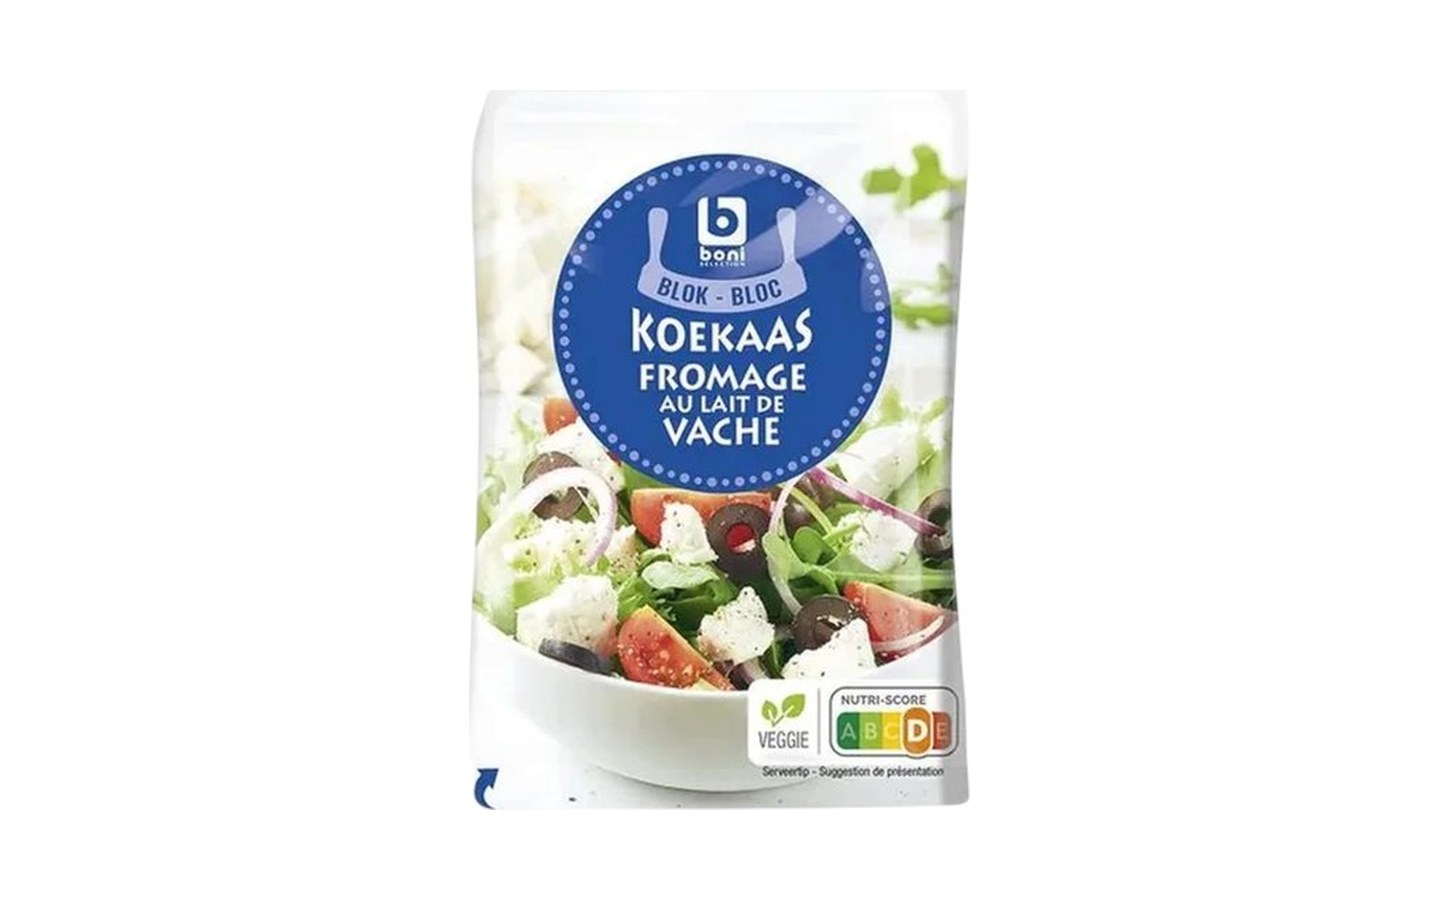 b
boni
SELECTION
BLOK - BLOC
KOEKAAS
FROMAGE
AU LAIT DE
VACHE
VEGGIE
NUTRI-SCORE
A B C D E
Serveertip - Suggestion de présentation